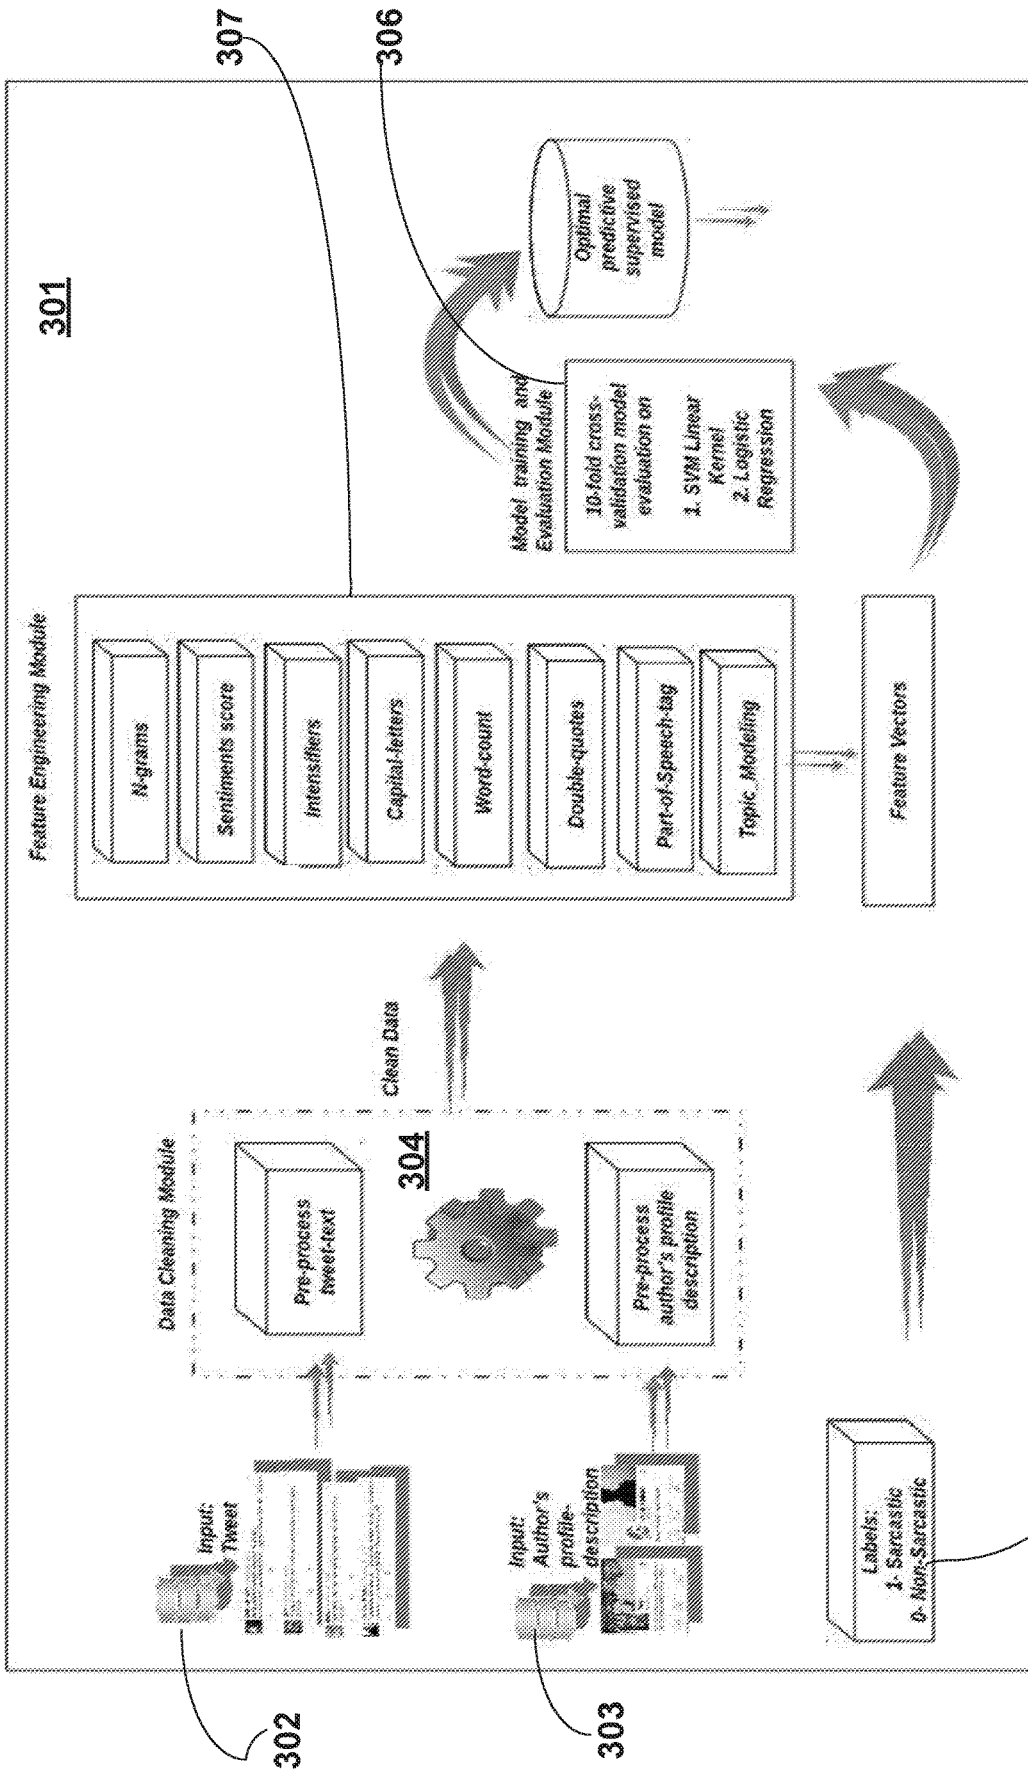 301
302
Input:
Tweet
303
Input:
Author's
profile-
description
Labels:
1- Sarcastic
0- Non-Sarcastic
Data Cleaning Module
Pre-process
tweet-text
304
Pre-process
author's profile
description
Clean Data
Feature Engineering Module
N-grams
Sentiments score
Intensifiers
Capital-letters
Word-count
Double-quotes
Part-of-Speech-tag
Topic_Modeling
Feature Vectors
307
306
Model training and
Evaluation Module
10-fold cross-
validation model
evaluation on
1. SVM Linear
Kernel
2. Logistic
Regression
Optimal
predictive
supervised
model